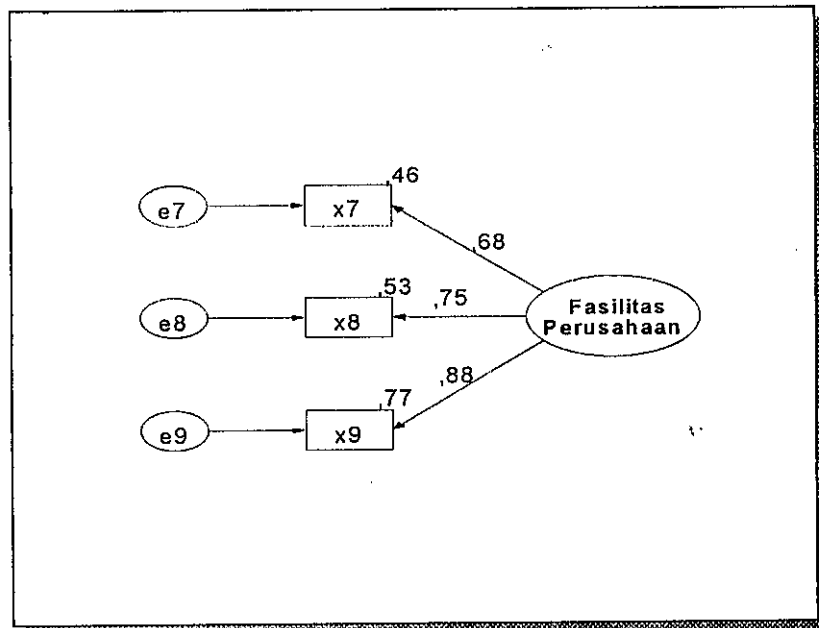 ,46
e7
x7
,68
,53
,75
e8
x8
Fasilitas
Perusahaan
,77
,88
e9
x9